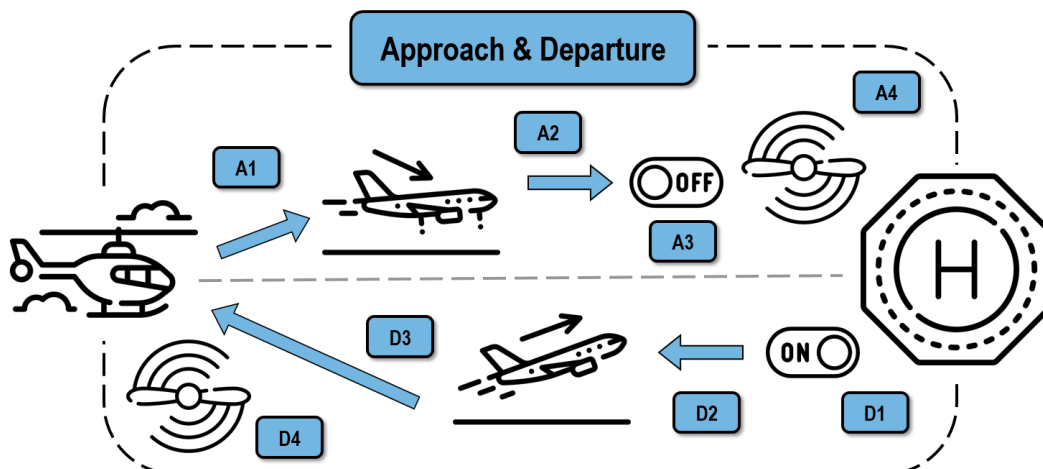 Approach & Departure
A4
A2
A1
OFF
A3
H
D3
ON
D2
D1
D4